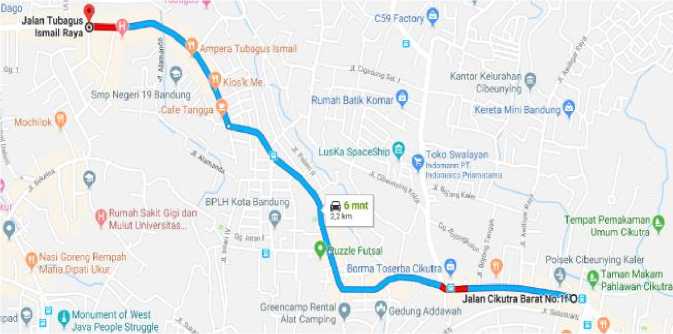 Dago
Jalan Tubagus
Ismail Raya
C59 Factory
Ampera Tubagus Ismail
Kios'k Me
Smp Negeri 19 Bandung
Cafe Tangga
Mochilok
Kantor Kelurahan
Cibeunying
Rumah Batik Komar
Kereta Mini Bandung
LusKa SpaceShip
Toko Swalayan
Indomaret PT.
Indomarco Prismatama
Jl. Alamanda
BPLH Kota Bandung
6 mnt
2,2 km
Rumah Sakit Gigi dan
Mulut Universitas...
Tempat Pemakaman
Umum Cikutra
Puzzle Futsal
Nasi Goreng Rempah
Mafia Dipati Ukur
Borma Toserba Cikutra
Polsek Cibeunying Kaler
Taman Makam
Pahlawan Cikutra
Jalan Cikutra Barat No.
Monument of West
Java People Struggle
Greencamp Rental
Alat Camping
Gedung Addawah